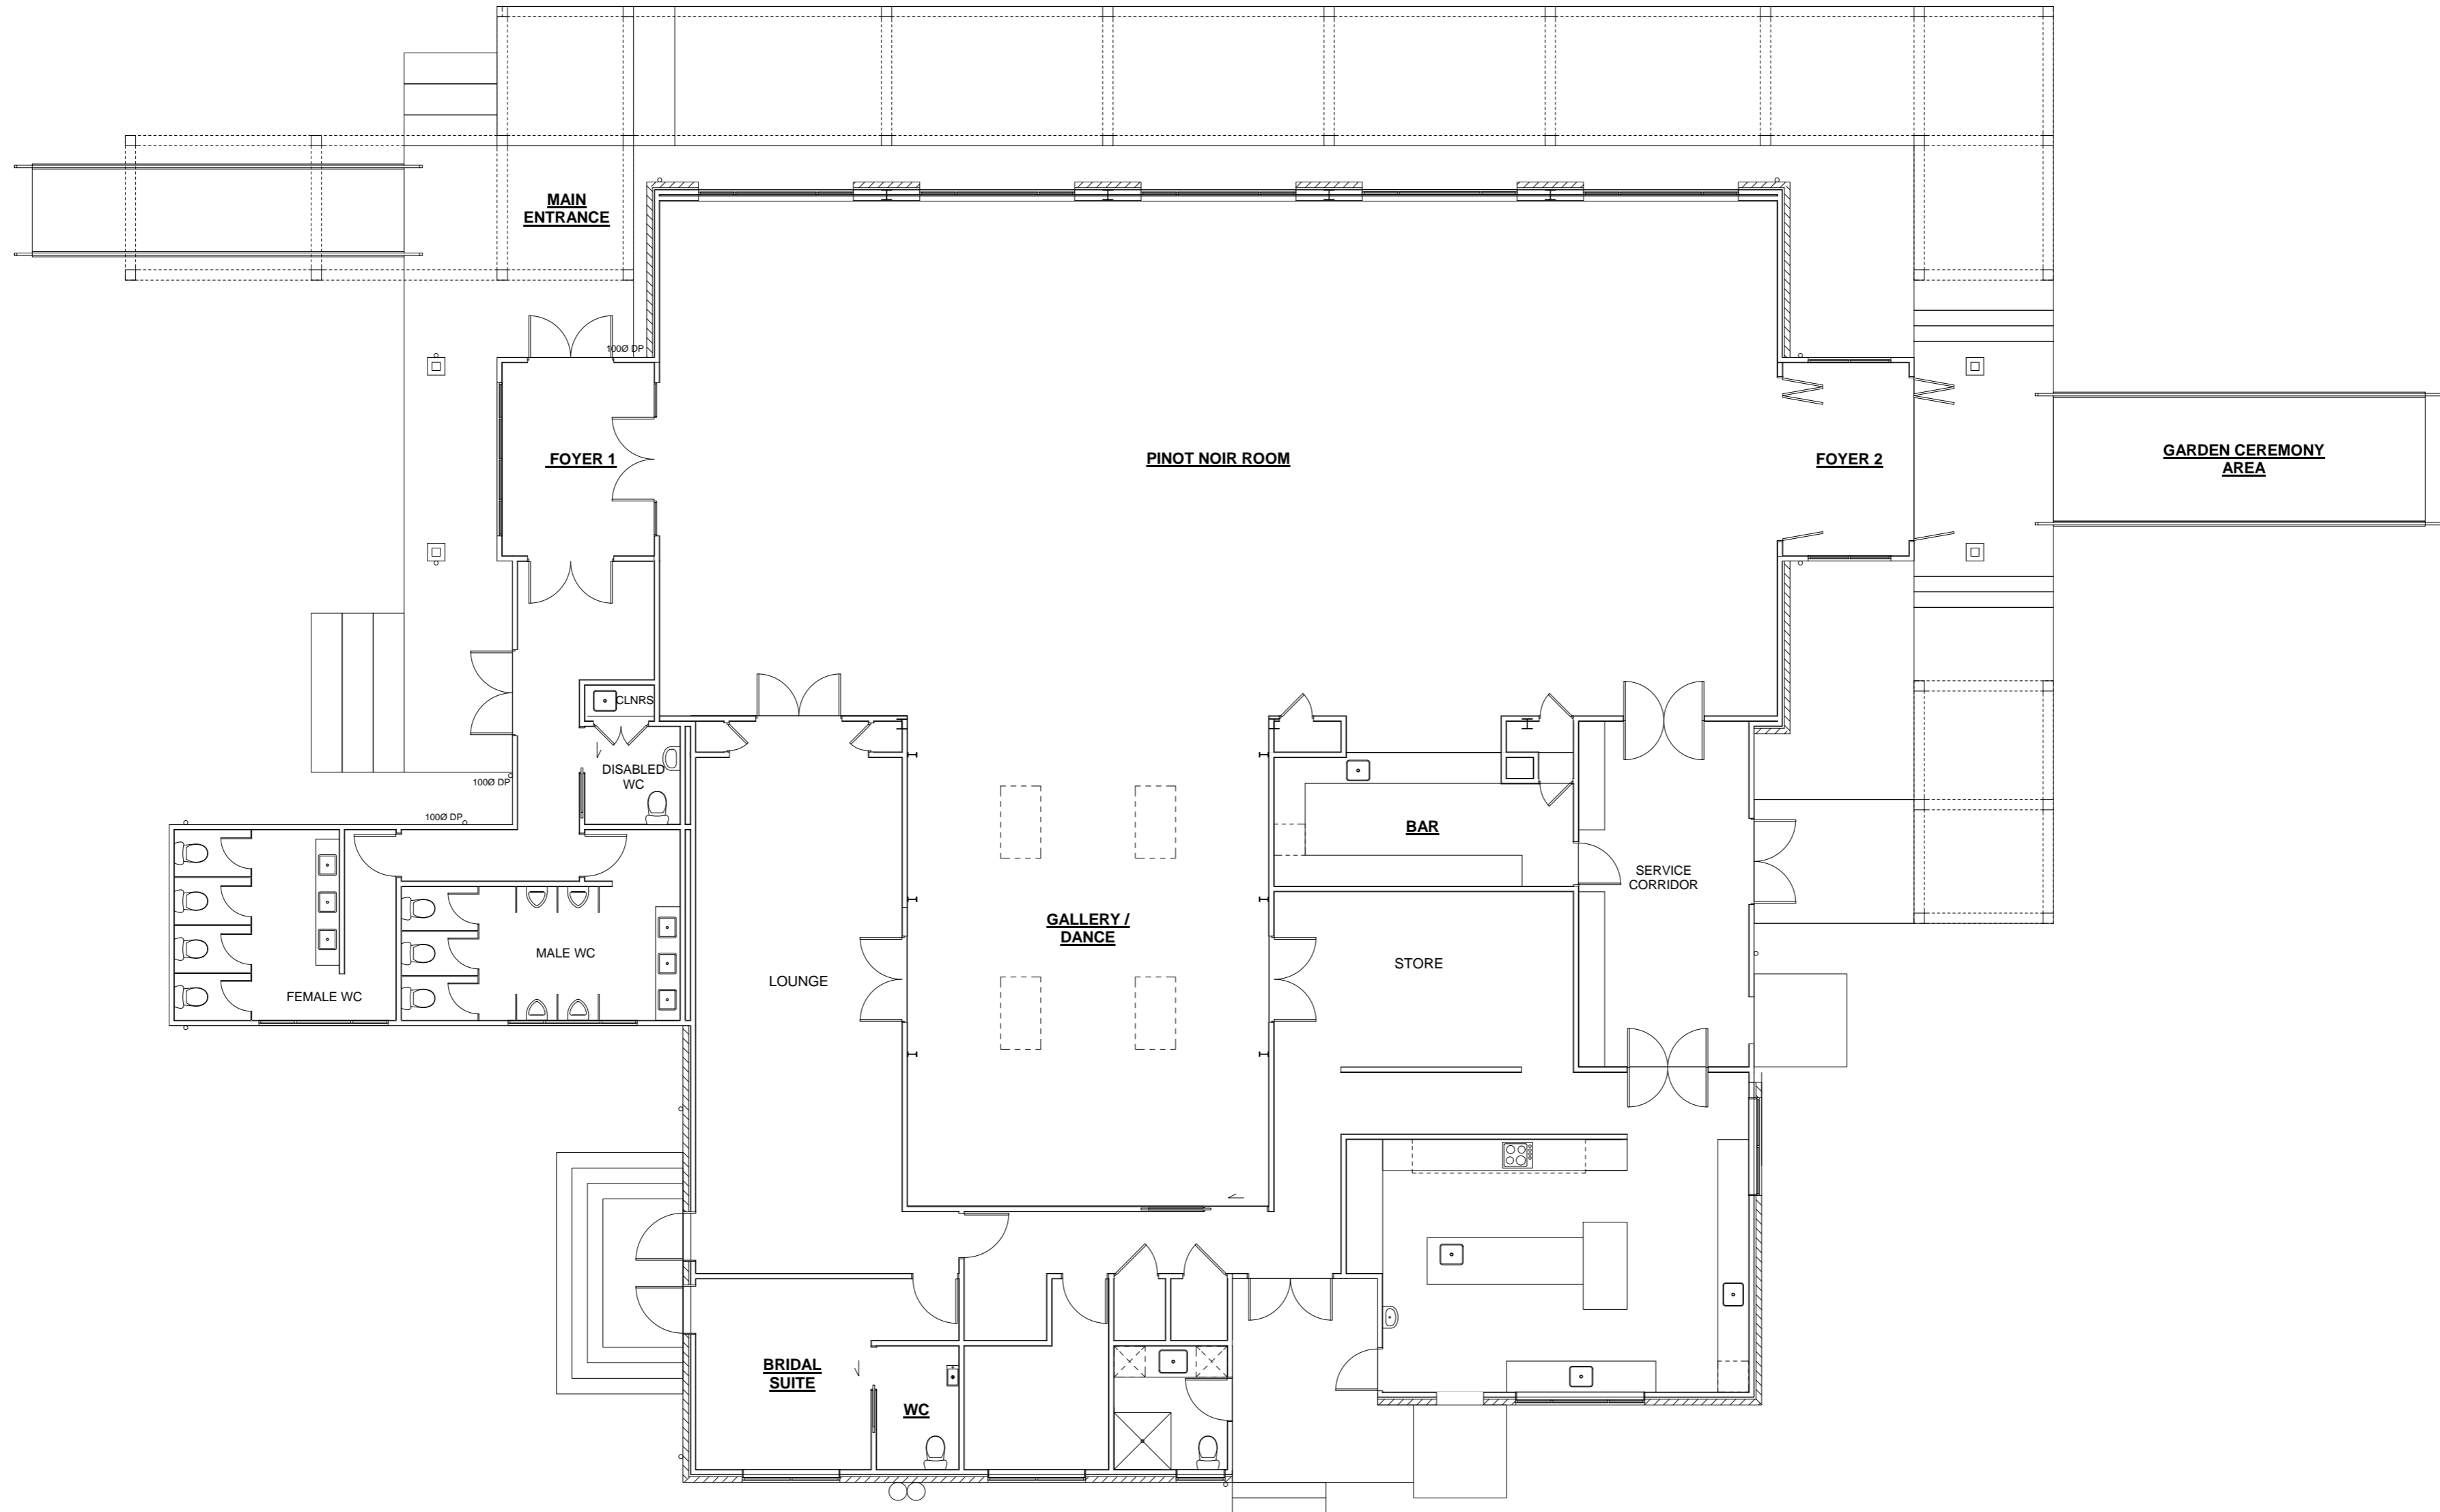 MAIN
ENTRANCE
100Ø DP
FOYER 1
PINOT NOIR ROOM
FOYER 2
GARDEN CEREMONY
AREA
CLNRS
DISABLED
WC
100Ø DP
100Ø DP
BAR
SERVICE
CORRIDOR
GALLERY /
DANCE
MALE WC
STORE
LOUNGE
FEMALE WC
BRIDAL
SUITE
WC